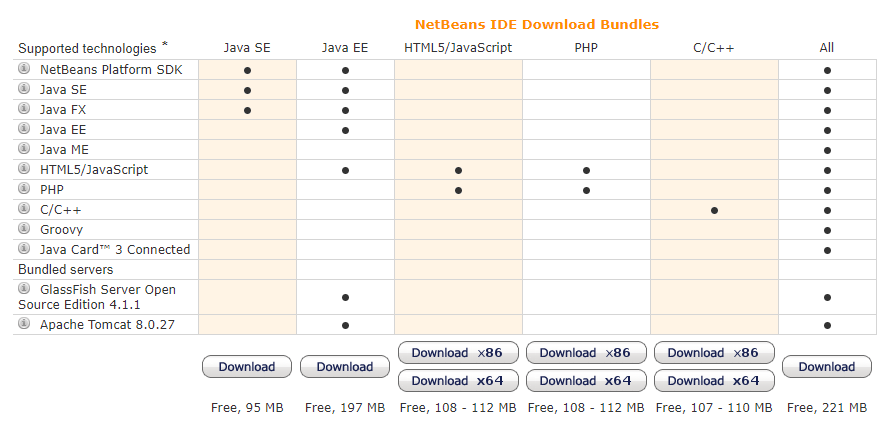 NetBeans IDE Download Bundles
Supported technologies * Java SE Java EE HTML5/JavaScript PHP C/C++ All
NetBeans Platform SDK • • •
Java SE • • •
Java FX • • •
Java EE • •
Java ME •
HTML5/JavaScript • • • •
PHP • • •
C/C++ • •
Groovy •
Java Card™ 3 Connected •
Bundled servers
GlassFish Server Open
Source Edition 4.1.1 • •
Apache Tomcat 8.0.27 • •
Download Download Download x86 Download x86 Download x86 Download
Download x64 Download x64 Download x64
Free, 95 MB Free, 197 MB Free, 108 - 112 MB Free, 108 - 112 MB Free, 107 - 110 MB Free, 221 MB